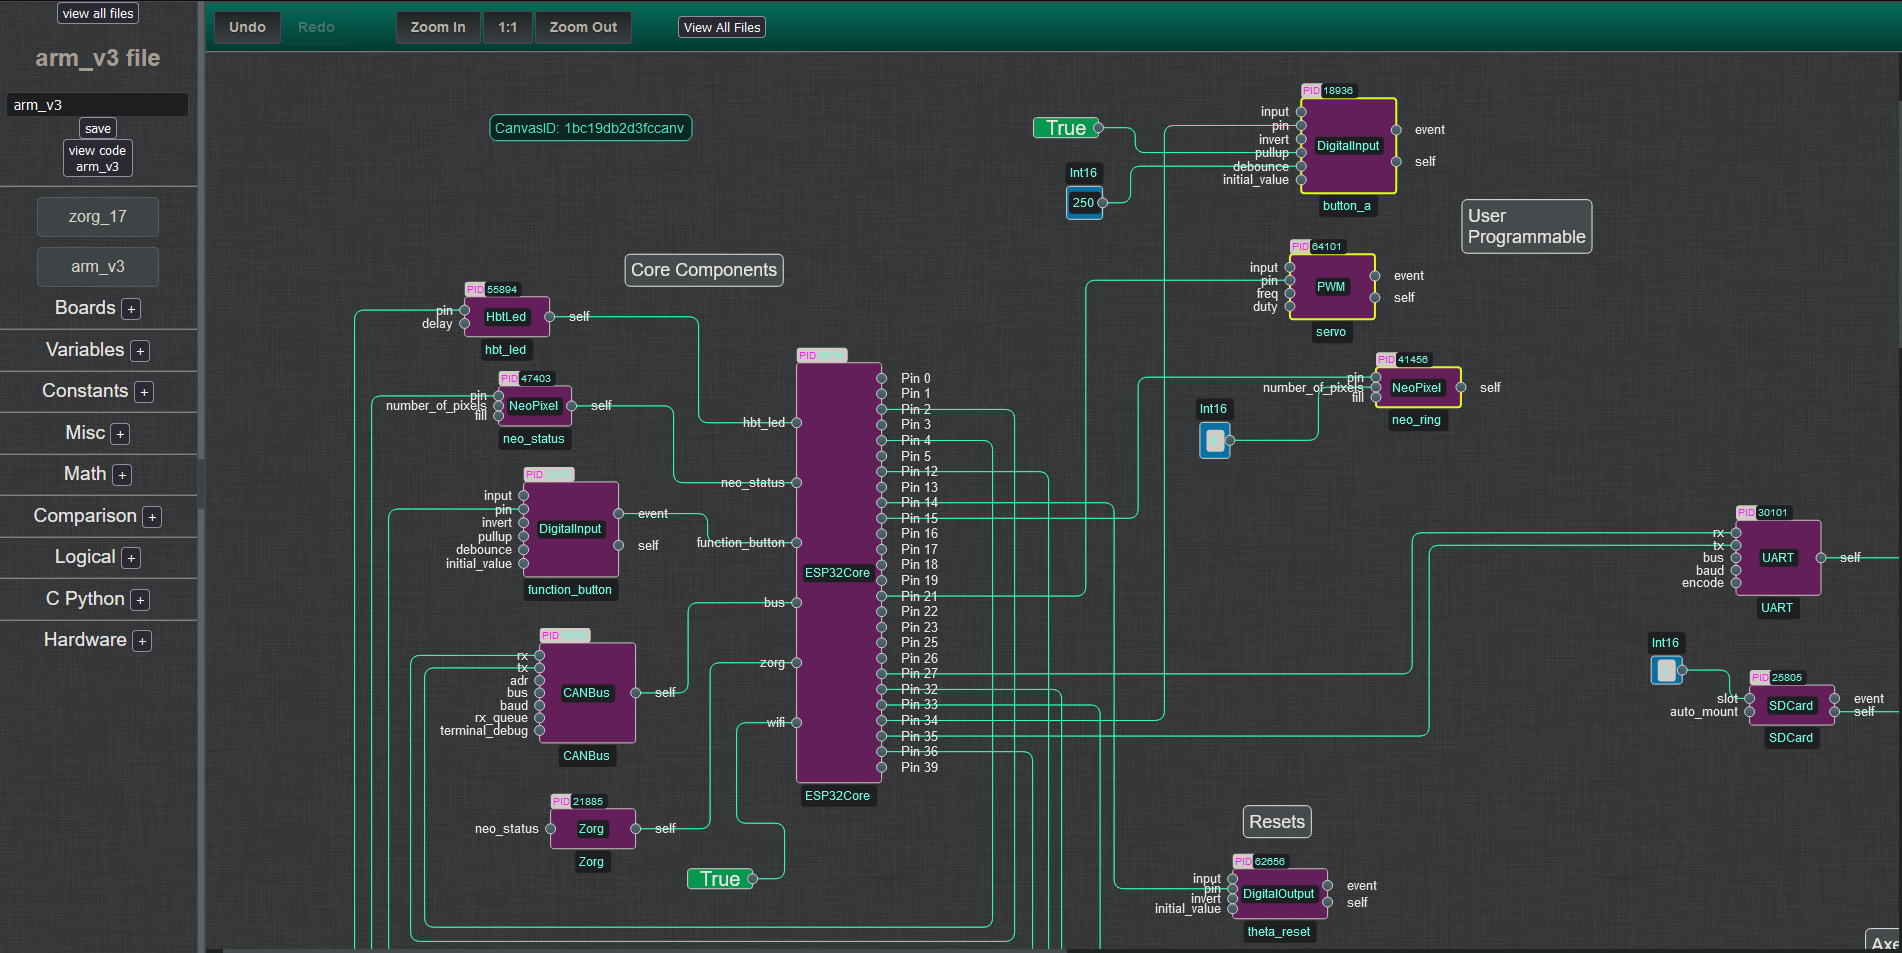 view all files
arm_v3 file
arm_v3
save
view code
arm_v3
zorg_17
arm_v3
Boards +
Variables +
Constants +
Misc +
Math +
Comparison +
Logical +
C Python +
Hardware +
Undo
Redo
Zoom In
1:1
Zoom Out
View All Files
CanvasID: 1bc19db2d3fccanv
Core Components
PID 55894
pin
delay
HbtLed
self
hbt_led
PID 47403
pin
number_of_pixels
fill
NeoPixel
self
neo_status
PID
input
pin
invert
pullup
debounce
initial_value
DigitalInput
event
self
function_button
PID
rx
tx
adr
bus
baud
rx_queue
terminal_debug
CANBus
self
CANBus
PID 21885
neo_status
Zorg
self
Zorg
True
PID
hbt_led
neo_status
function_button
bus
zorg
wifi
ESP32Core
Pin 0
Pin 1
Pin 2
Pin 3
Pin 4
Pin 5
Pin 12
Pin 13
Pin 14
Pin 15
Pin 16
Pin 17
Pin 18
Pin 19
Pin 21
Pin 22
Pin 23
Pin 25
Pin 26
Pin 27
Pin 32
Pin 33
Pin 34
Pin 35
Pin 36
Pin 39
ESP32Core
True
Int16
250
PID 18936
input
pin
invert
pullup
debounce
initial_value
DigitalInput
event
self
button_a
User
Programmable
PID 64101
input
pin
freq
duty
PWM
event
self
servo
PID 41456
pin
number_of_pixels
fill
NeoPixel
self
neo_ring
Int16
PID 30101
rx
tx
bus
baud
encode
UART
self
UART
Int16
PID 25805
slot
auto_mount
SDCard
event
self
SDCard
Resets
PID 62656
input
pin
invert
initial_value
DigitalOutput
event
self
theta_reset
Axe